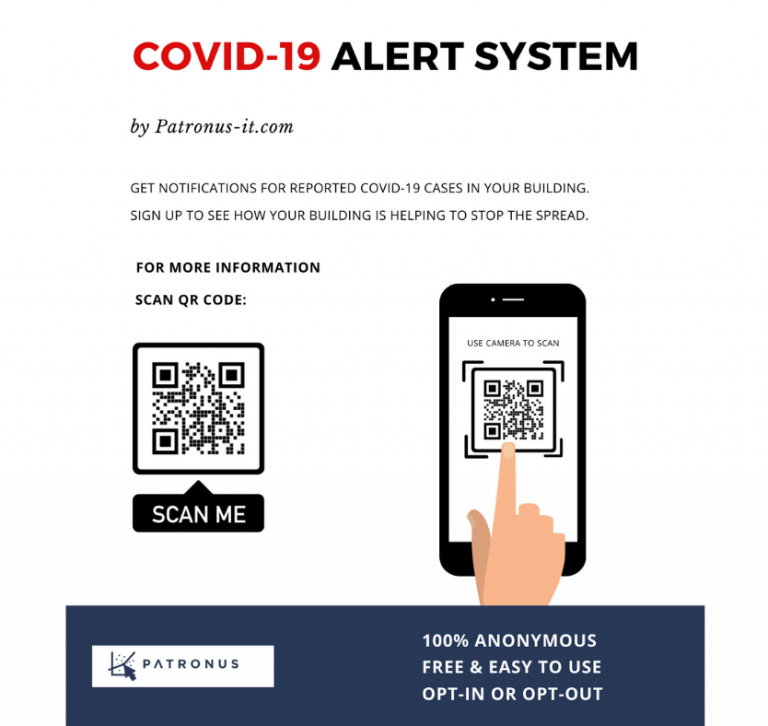 COVID-19 ALERT SYSTEM
by Patronus-it.com
GET NOTIFICATIONS FOR REPORTED COVID-19 CASES IN YOUR BUILDING.
SIGN UP TO SEE HOW YOUR BUILDING IS HELPING TO STOP THE SPREAD.
FOR MORE INFORMATION
SCAN QR CODE:
SCAN ME
USE CAMERA TO SCAN
PATRONUS
100% ANONYMOUS
FREE & EASY TO USE
OPT-IN OR OPT-OUT